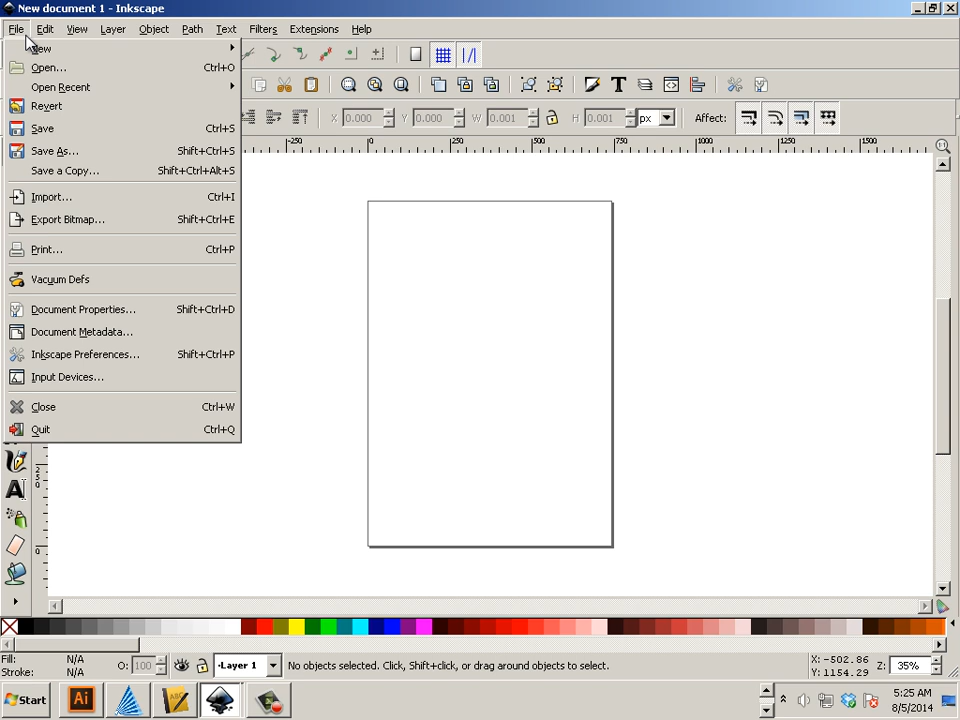 New document 1 - Inkscape
File Edit View Layer Object Path Text Filters Extensions Help
New
Open... Ctrl+O
Open Recent
Revert
Save Ctrl+S
Save As... Shift+Ctrl+S
Save a Copy... Shift+Ctrl+Alt+S
Import... Ctrl+I
Export Bitmap... Shift+Ctrl+E
Print... Ctrl+P
Vacuum Defs
Document Properties... Shift+Ctrl+D
Document Metadata...
Inkscape Preferences... Shift+Ctrl+P
Input Devices...
Close Ctrl+W
Quit Ctrl+Q
X 0.000 Y 0.000 W 0.001 H 0.001 px Affect:
-250 0 250 500 750 1000 1250 1500
250
0
Fill: N/A
Stroke: N/A
O: 100
Layer 1
No objects selected. Click, Shift+click, or drag around objects to select.
X: -502.86
Y: 1154.29
Z: 35%
Start
Ai
ABC
5:25 AM
8/5/2014